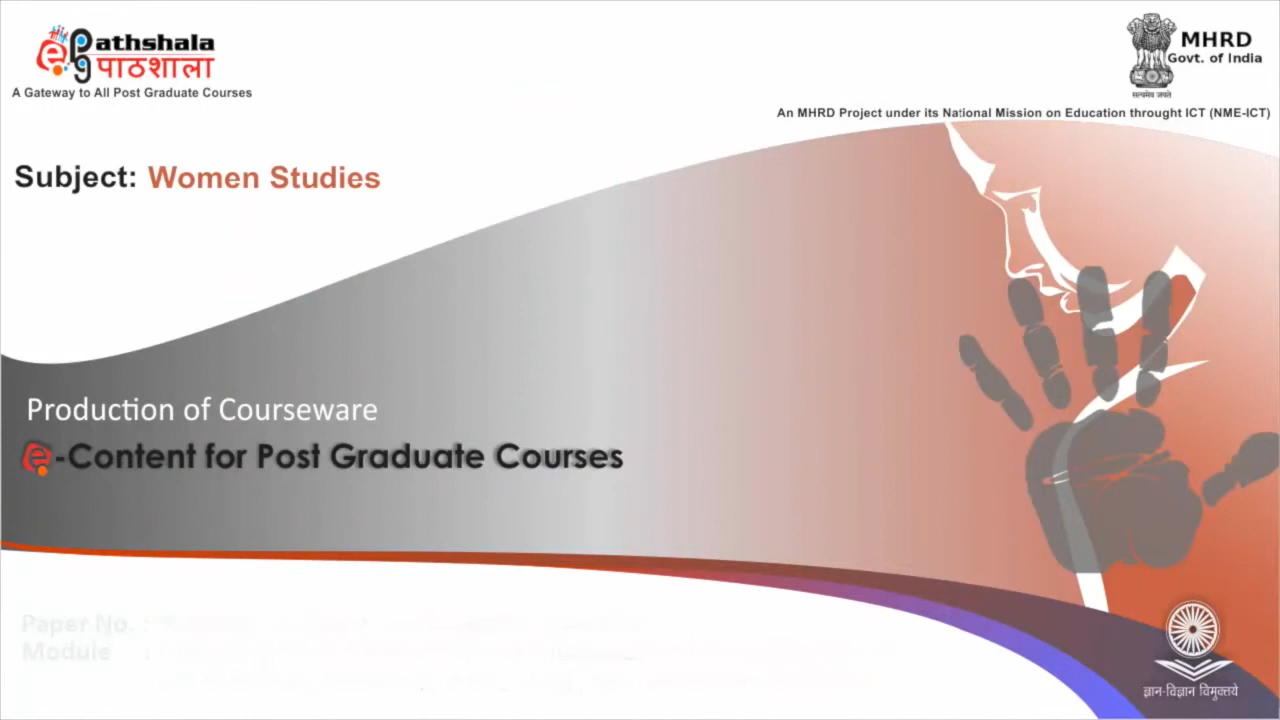 e Pathshala
pg पाठशाला
A Gateway to All Post Graduate Courses
MHRD
Govt. of India
सत्यमेव जयते
An MHRD Project under its National Mission on Education throught ICT (NME-ICT)
Subject: Women Studies
Production of Courseware
e-Content for Post Graduate Courses
Paper No. :
Module :
ज्ञान-विज्ञान विमुक्तये